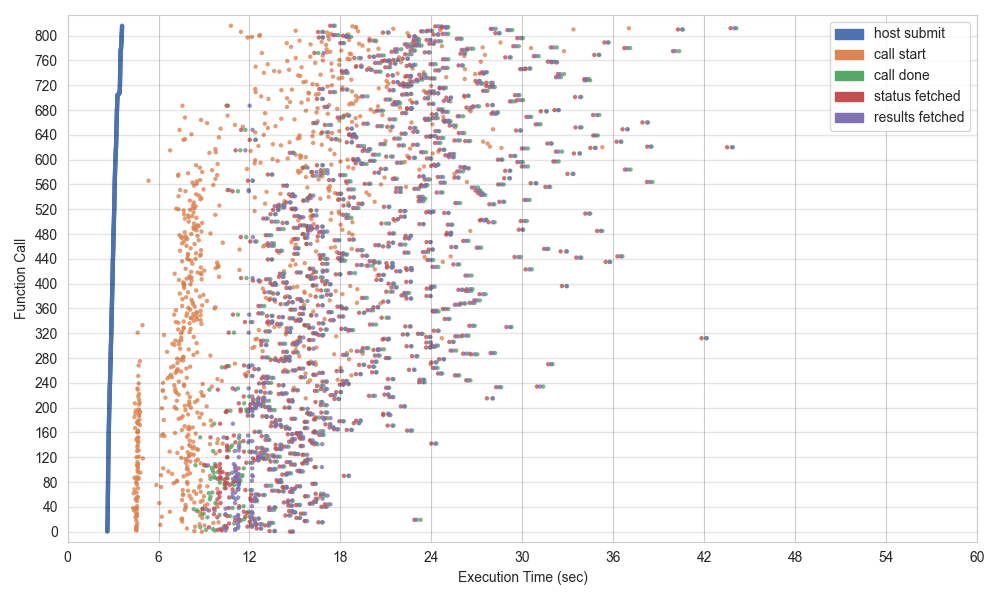 host submit
call start
call done
status fetched
results fetched
Function Call
800
760
720
680
640
600
560
520
480
440
400
360
320
280
240
200
160
120
80
40
0
0 6 12 18 24 30 36 42 48 54 60
Execution Time (sec)